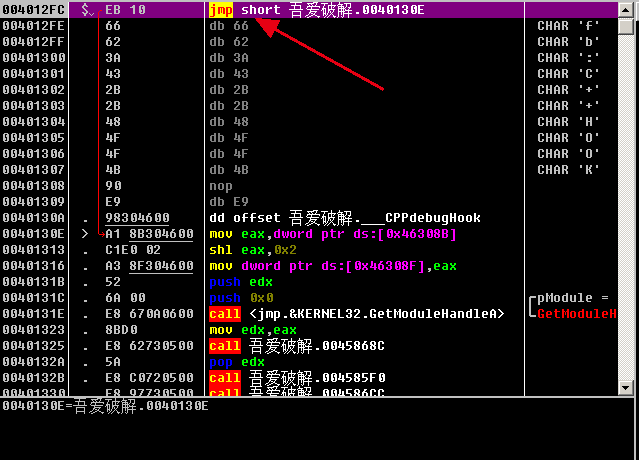 004012FC $ EB 10 jmp short 吾爱破解.0040130E
004012FE 66 db 66 CHAR 'f'
004012FF 62 db 62 CHAR 'b'
00401300 3A db 3A CHAR ':'
00401301 43 db 43 CHAR 'C'
00401302 2B db 2B CHAR '+'
00401303 2B db 2B CHAR '+'
00401304 48 db 48 CHAR 'H'
00401305 4F db 4F CHAR 'O'
00401306 4F db 4F CHAR 'O'
00401307 4B db 4B CHAR 'K'
00401308 90 nop
00401309 E9 db E9
0040130A . 98304600 dd offset 吾爱破解.___CPPdebugHook
0040130E > A1 8B304600 mov eax,dword ptr ds:[0x46308B]
00401313 . C1E0 02 shl eax,0x2
00401316 . A3 8F304600 mov dword ptr ds:[0x46308F],eax
0040131B . 52 push edx
0040131C . 6A 00 push 0x0 pModule =
0040131E . E8 670A0600 call <jmp.&KERNEL32.GetModuleHandleA> GetModuleH
00401323 . 8BD0 mov edx,eax
00401325 . E8 62730500 call 吾爱破解.0045868C
0040132A . 5A pop edx
0040132B . E8 C0720500 call 吾爱破解.004585F0
00401330 . E8 97730500 call 吾爱破解.004586CC
0040130E=吾爱破解.0040130E